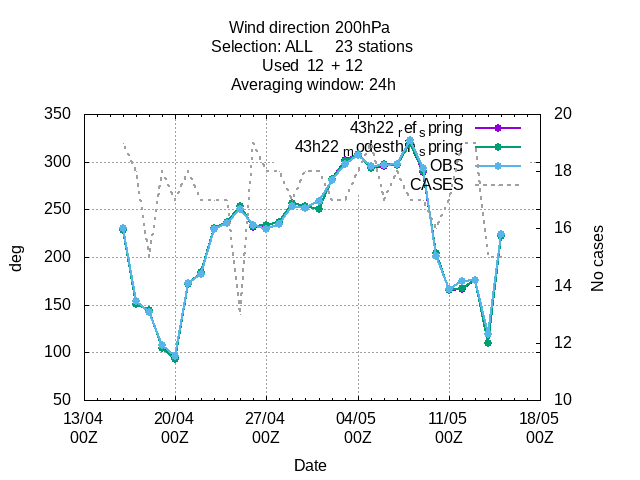 Wind direction 200hPa
Selection: ALL     23 stations
Used  12  + 12
Averaging window: 24h
43h22_ref_spring
43h22_modesthir_spring
OBS
CASES
350
300
250
200
150
100
50
20
18
16
14
12
10
deg
No cases
13/04 20/04 27/04 04/05 11/05 18/05
00Z 00Z 00Z 00Z 00Z 00Z
Date